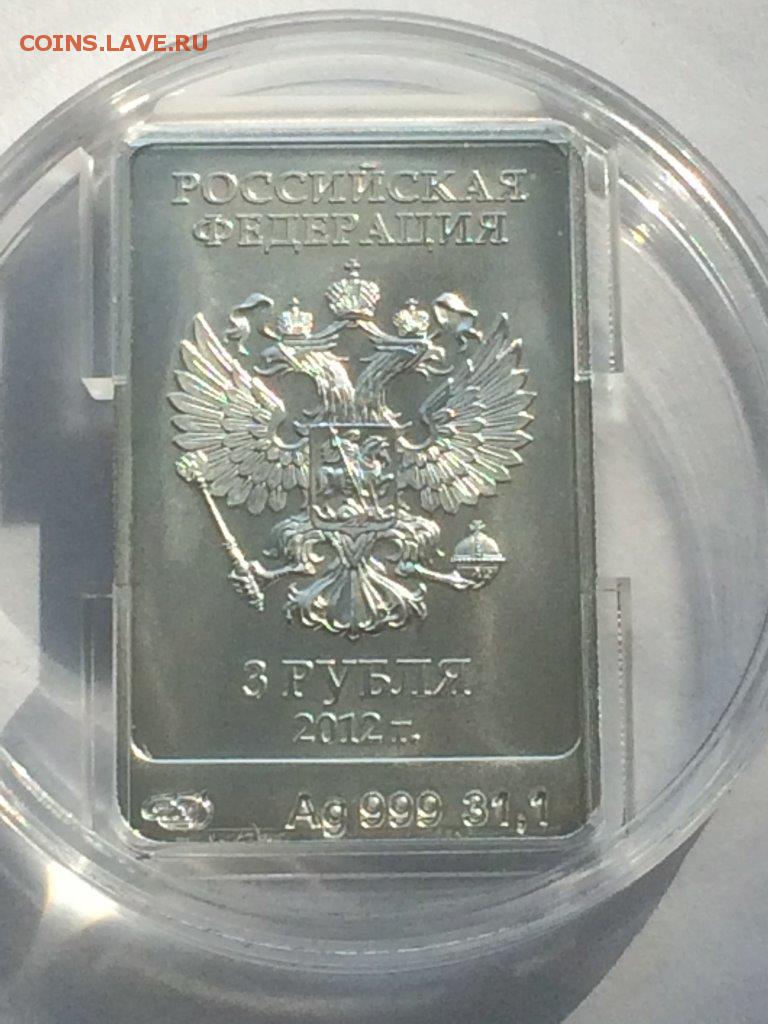 COINS.LAVE.RU
РОССИЙСКАЯ
ФЕДЕРАЦИЯ
3 РУБЛЯ
2012 г.
Ag 999 31,1